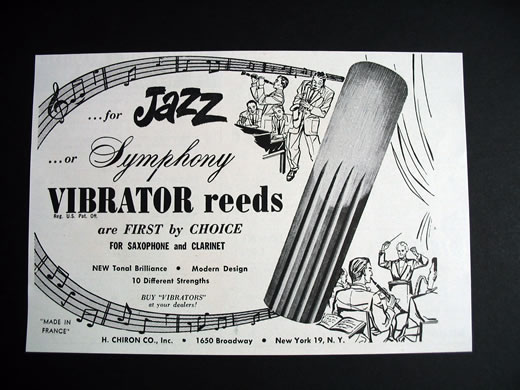 ...for Jazz
...or Symphony
VIBRATOR reeds
Reg. U.S. Pat. Off.
are FIRST by CHOICE
FOR SAXOPHONE and CLARINET
NEW Tonal Brilliance • Modern Design
10 Different Strengths
BUY "VIBRATORS"
at your dealers!
"MADE IN
FRANCE"
H. CHIRON CO., Inc. • 1650 Broadway • New York 19, N. Y.